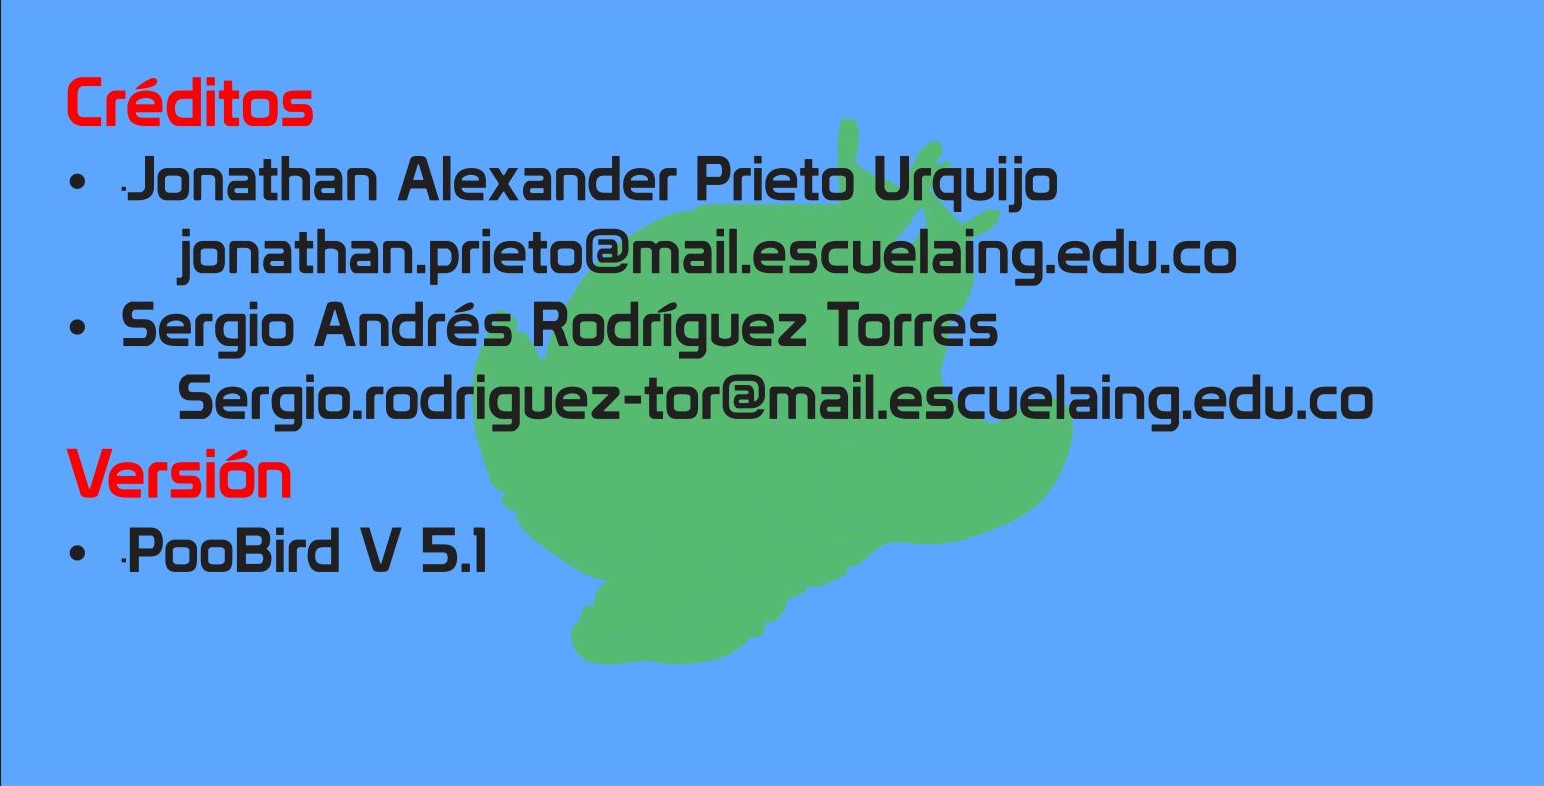 Créditos
• .Jonathan Alexander Prieto Urquijo
jonathan.prieto@mail.escuelaing.edu.co
• Sergio Andrés Rodríguez Torres
Sergio.rodriguez-tor@mail.escuelaing.edu.co
Versión
• .PooBird V 5.1